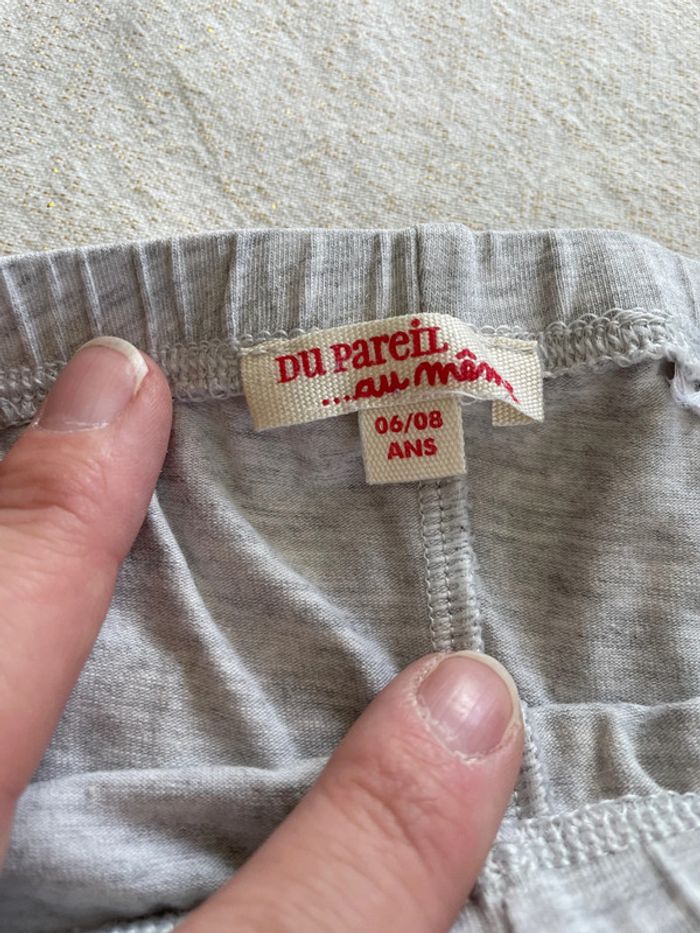 DU PAREIL
...au même
06/08
ANS